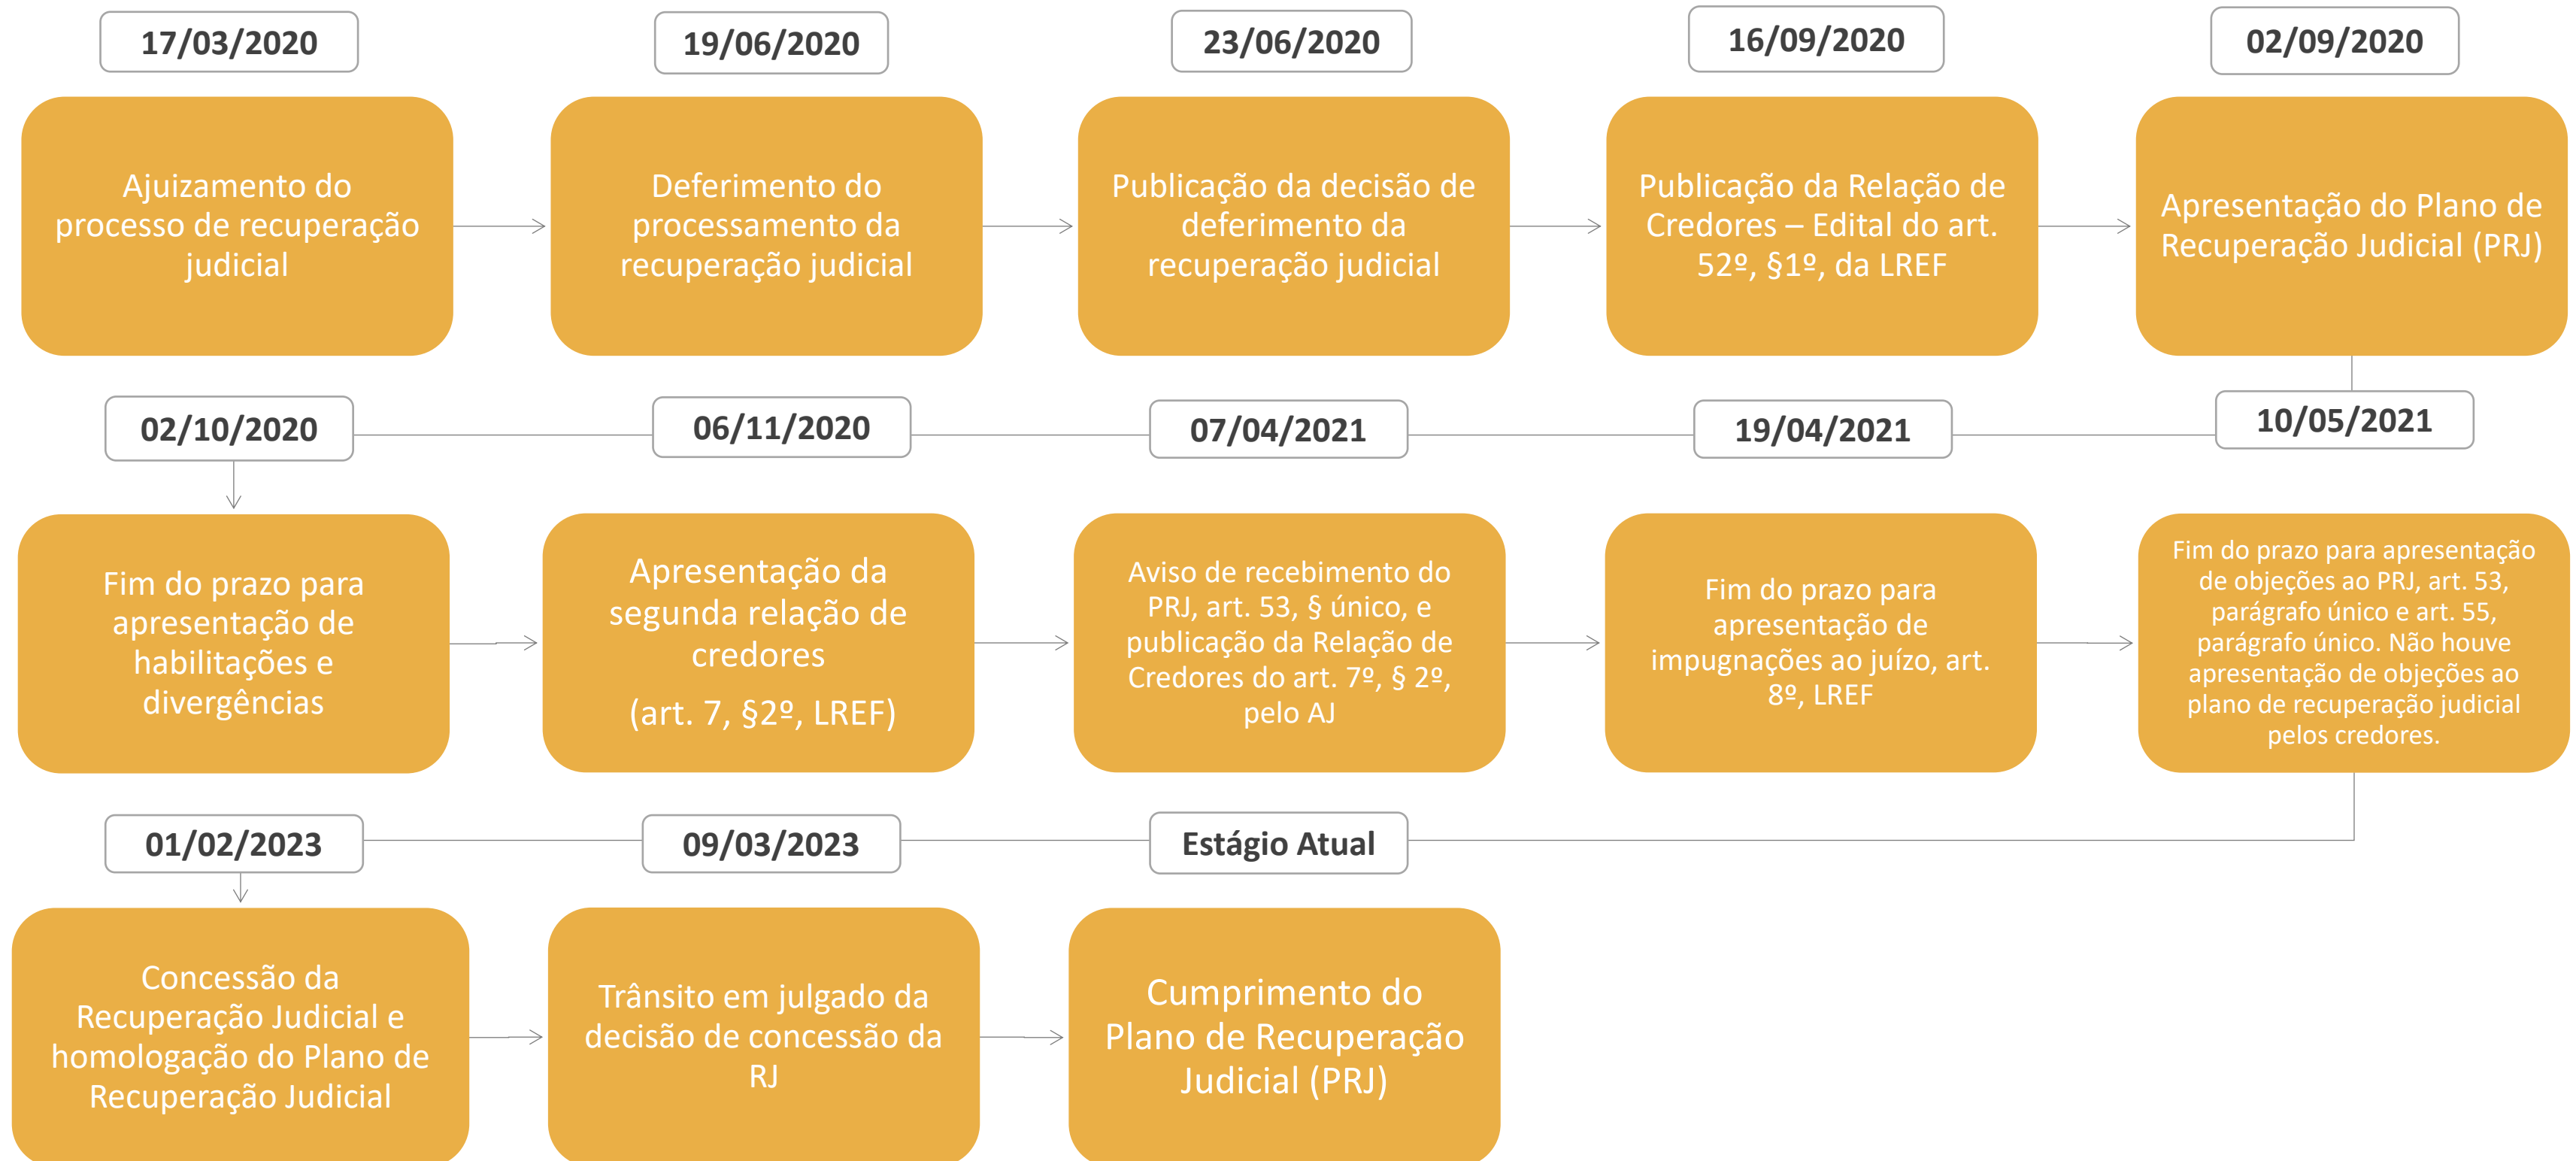 17/03/2020
Ajuizamento do
processo de recuperação
judicial
19/06/2020
Deferimento do
processamento da
recuperação judicial
23/06/2020
Publicação da decisão de
deferimento da
recuperação judicial
16/09/2020
Publicação da Relação de
Credores – Edital do art.
52º, §1º, da LREF
02/09/2020
Apresentação do Plano de
Recuperação Judicial (PRJ)
02/10/2020
Fim do prazo para
apresentação de
habilitações e
divergências
06/11/2020
Apresentação da
segunda relação de
credores
(art. 7, §2º, LREF)
07/04/2021
Aviso de recebimento do
PRJ, art. 53, § único, e
publicação da Relação de
Credores do art. 7º, § 2º,
pelo AJ
19/04/2021
Fim do prazo para
apresentação de
impugnações ao juízo, art.
8º, LREF
10/05/2021
Fim do prazo para apresentação
de objeções ao PRJ, art. 53,
parágrafo único e art. 55,
parágrafo único. Não houve
apresentação de objeções ao
plano de recuperação judicial
pelos credores.
01/02/2023
Concessão da
Recuperação Judicial e
homologação do Plano de
Recuperação Judicial
09/03/2023
Trânsito em julgado da
decisão de concessão da
RJ
Estágio Atual
Cumprimento do
Plano de Recuperação
Judicial (PRJ)